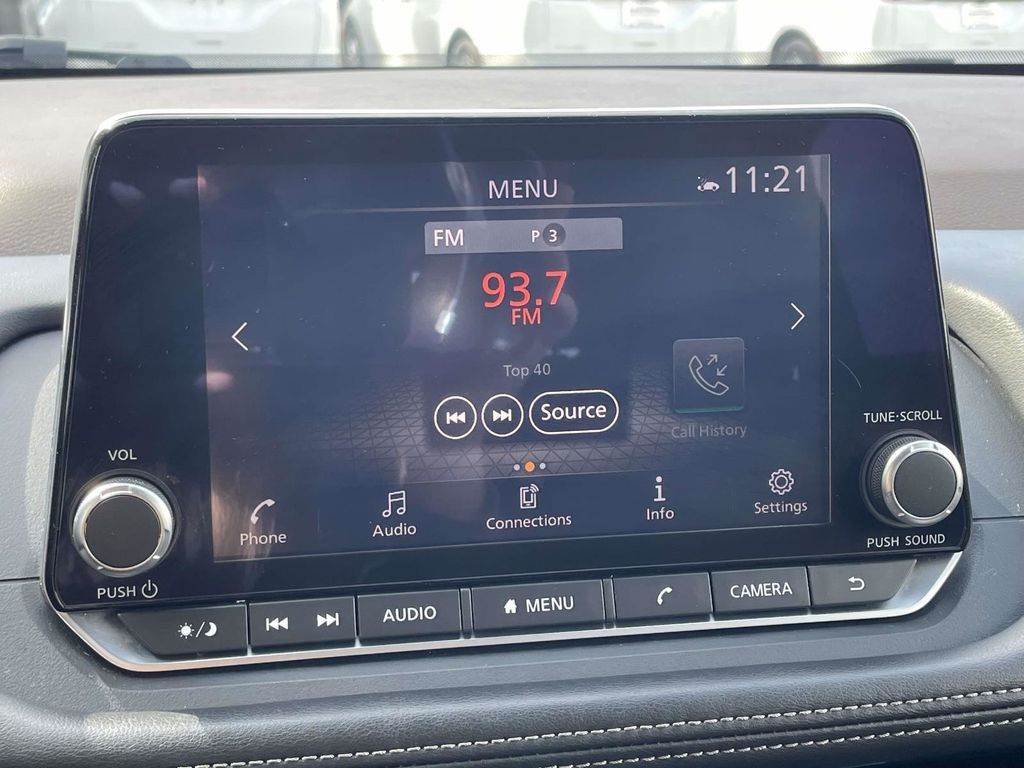 MENU
11:21
FM P 3
93.7
FM
Top 40
Source
Call History
TUNE·SCROLL
VOL
Phone
Audio
Connections
Info
Settings
PUSH
PUSH SOUND
AUDIO
MENU
CAMERA